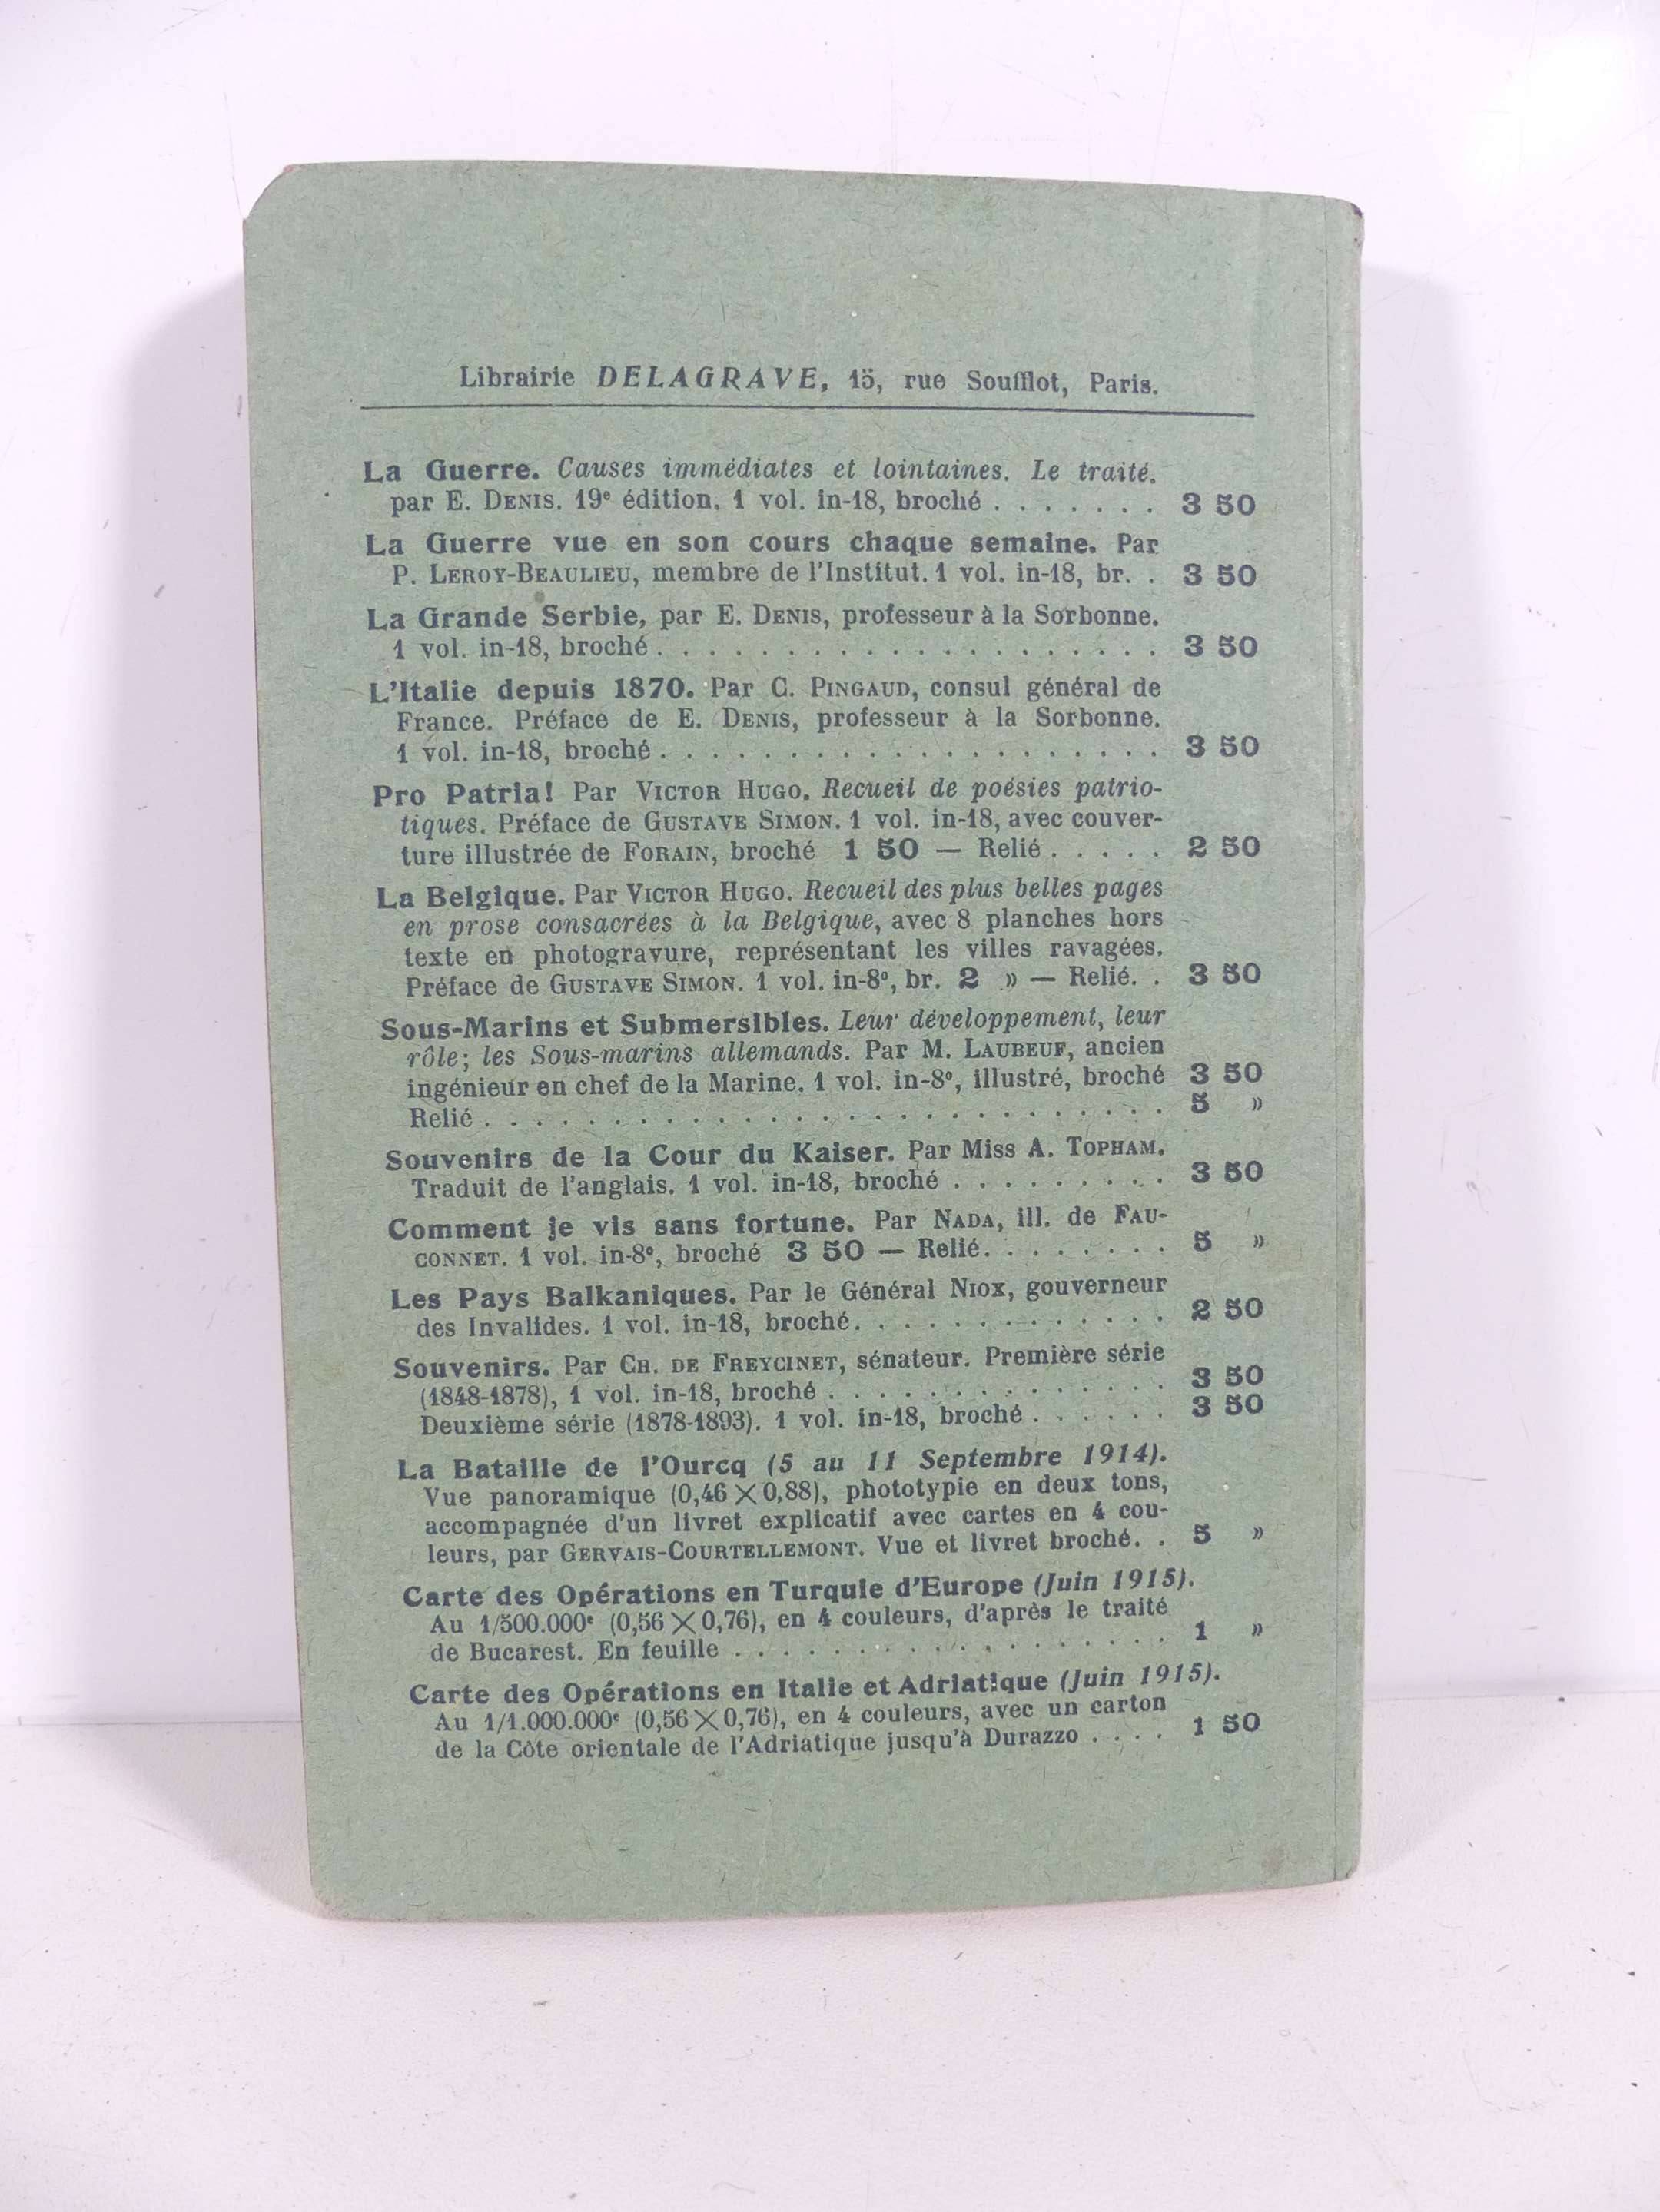 Librairie DELAGRAVE, 15, rue Soufflot, Paris.
La Guerre. Causes immédiates et lointaines. Le traité.
par E. DENIS. 19e édition. 1 vol. in-18, broché . . . . . . . 3 50
La Guerre vue en son cours chaque semaine. Par
P. LEROY-BEAULIEU, membre de l'Institut. 1 vol. in-18, br. . 3 50
La Grande Serbie, par E. DENIS, professeur à la Sorbonne.
1 vol. in-18, broché . . . . . . . . . . . . . . . . . . . . 3 50
L'Italie depuis 1870. Par C. PINGAUD, consul général de
France. Préface de E. DENIS, professeur à la Sorbonne.
1 vol. in-18, broché . . . . . . . . . . . . . . . . . . . . 3 50
Pro Patria! Par VICTOR HUGO. Recueil de poésies patrio-
tiques. Préface de GUSTAVE SIMON. 1 vol. in-18, avec couver-
ture illustrée de FORAIN, broché 1 50 — Relié . . . . . 2 50
La Belgique. Par VICTOR HUGO. Recueil des plus belles pages
en prose consacrées à la Belgique, avec 8 planches hors
texte en photogravure, représentant les villes ravagées.
Préface de GUSTAVE SIMON. 1 vol. in-8°, br. 2 » — Relié. . 3 50
Sous-Marins et Submersibles. Leur développement, leur
rôle; les Sous-marins allemands. Par M. LAUBEUF, ancien
ingénieur en chef de la Marine. 1 vol. in-8°, illustré, broché 3 50
Relié . . . . . . . . . . . . . . . . . . . . . . . . . . . 5 »
Souvenirs de la Cour du Kaiser. Par Miss A. TOPHAM.
Traduit de l'anglais. 1 vol. in-18, broché . . . . . . . . . 3 50
Comment je vis sans fortune. Par NADA, ill. de FAU-
CONNET. 1 vol. in-8°, broché 3 50 — Relié. . . . . . . . 5 »
Les Pays Balkaniques. Par le Général NIOX, gouverneur
des Invalides. 1 vol. in-18, broché. . . . . . . . . . . . . 2 50
Souvenirs. Par CH. DE FREYCINET, sénateur. Première série
(1848-1878), 1 vol. in-18, broché . . . . . . . . . . . . . . 3 50
Deuxième série (1878-1893). 1 vol. in-18, broché . . . . . . 3 50
La Bataille de l'Ourcq (5 au 11 Septembre 1914).
Vue panoramique (0,46 × 0,88), phototypie en deux tons,
accompagnée d'un livret explicatif avec cartes en 4 cou-
leurs, par GERVAIS-COURTELLEMONT. Vue et livret broché. . 5 »
Carte des Opérations en Turquie d'Europe (Juin 1915).
Au 1/500.000e (0,56 × 0,76), en 4 couleurs, d'après le traité
de Bucarest. En feuille . . . . . . . . . . . . . . . . . 1 »
Carte des Opérations en Italie et Adriatique (Juin 1915).
Au 1/1.000.000e (0,56 × 0,76), en 4 couleurs, avec un carton
de la Côte orientale de l'Adriatique jusqu'à Durazzo . . . . 1 50